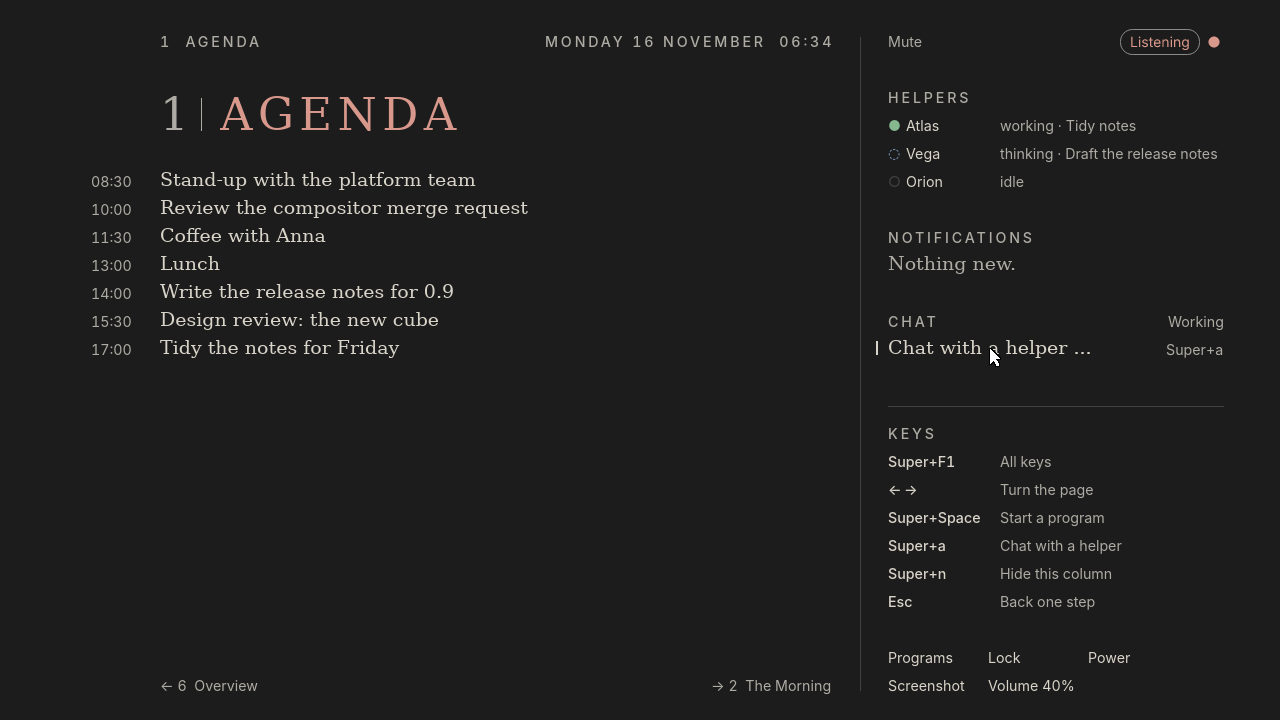 1 AGENDA
MONDAY 16 NOVEMBER 06:34
1 AGENDA
08:30 Stand-up with the platform team
10:00 Review the compositor merge request
11:30 Coffee with Anna
13:00 Lunch
14:00 Write the release notes for 0.9
15:30 Design review: the new cube
17:00 Tidy the notes for Friday
← 6 Overview
→ 2 The Morning
Mute
Listening
HELPERS
Atlas working · Tidy notes
Vega thinking · Draft the release notes
Orion idle
NOTIFICATIONS
Nothing new.
CHAT Working
Chat with a helper ... Super+a
KEYS
Super+F1 All keys
← → Turn the page
Super+Space Start a program
Super+a Chat with a helper
Super+n Hide this column
Esc Back one step
Programs Lock Power
Screenshot Volume 40%